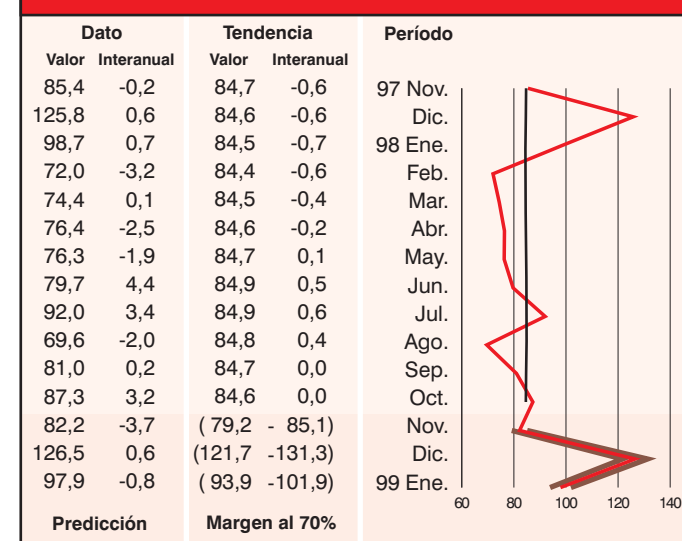 Dato Tendencia Período
Valor Interanual Valor Interanual
85,4 -0,2 84,7 -0,6 97 Nov.
125,8 0,6 84,6 -0,6 Dic.
98,7 0,7 84,5 -0,7 98 Ene.
72,0 -3,2 84,4 -0,6 Feb.
74,4 0,1 84,5 -0,4 Mar.
76,4 -2,5 84,6 -0,2 Abr.
76,3 -1,9 84,7 0,1 May.
79,7 4,4 84,9 0,5 Jun.
92,0 3,4 84,9 0,6 Jul.
69,6 -2,0 84,8 0,4 Ago.
81,0 0,2 84,7 0,0 Sep.
87,3 3,2 84,6 0,0 Oct.
82,2 -3,7 ( 79,2 - 85,1) Nov.
126,5 0,6 (121,7 -131,3) Dic.
97,9 -0,8 ( 93,9 -101,9) 99 Ene.
60 80 100 120 140
Predicción Margen al 70%